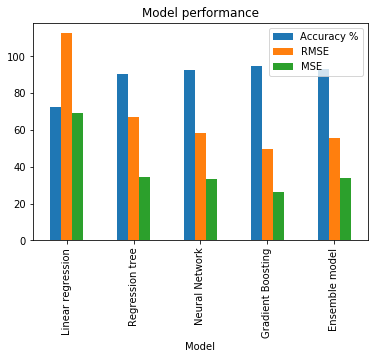 Model performance
Accuracy %
RMSE
MSE
100
80
60
40
20
0
Linear regression
Regression tree
Neural Network
Gradient Boosting
Ensemble model
Model